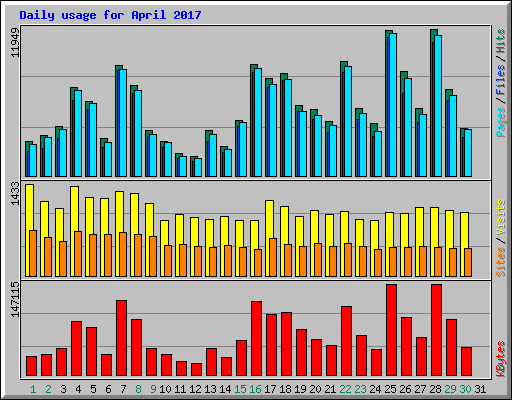 Daily usage for April 2017
11949
Pages / Files / Hits
1433
Sites / Visits
147115
KBytes
1 2 3 4 5 6 7 8 9 10 11 12 13 14 15 16 17 18 19 20 21 22 23 24 25 26 27 28 29 30 31